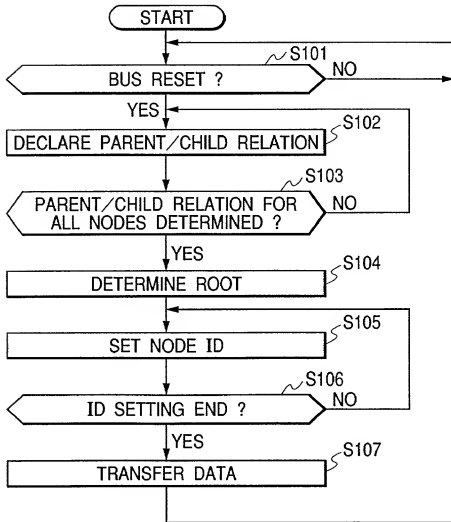 START
S101
BUS RESET ?
NO
YES
S102
DECLARE PARENT/CHILD RELATION
S103
PARENT/CHILD RELATION FOR
ALL NODES DETERMINED ?
NO
YES
S104
DETERMINE ROOT
S105
SET NODE ID
S106
ID SETTING END ?
NO
YES
S107
TRANSFER DATA